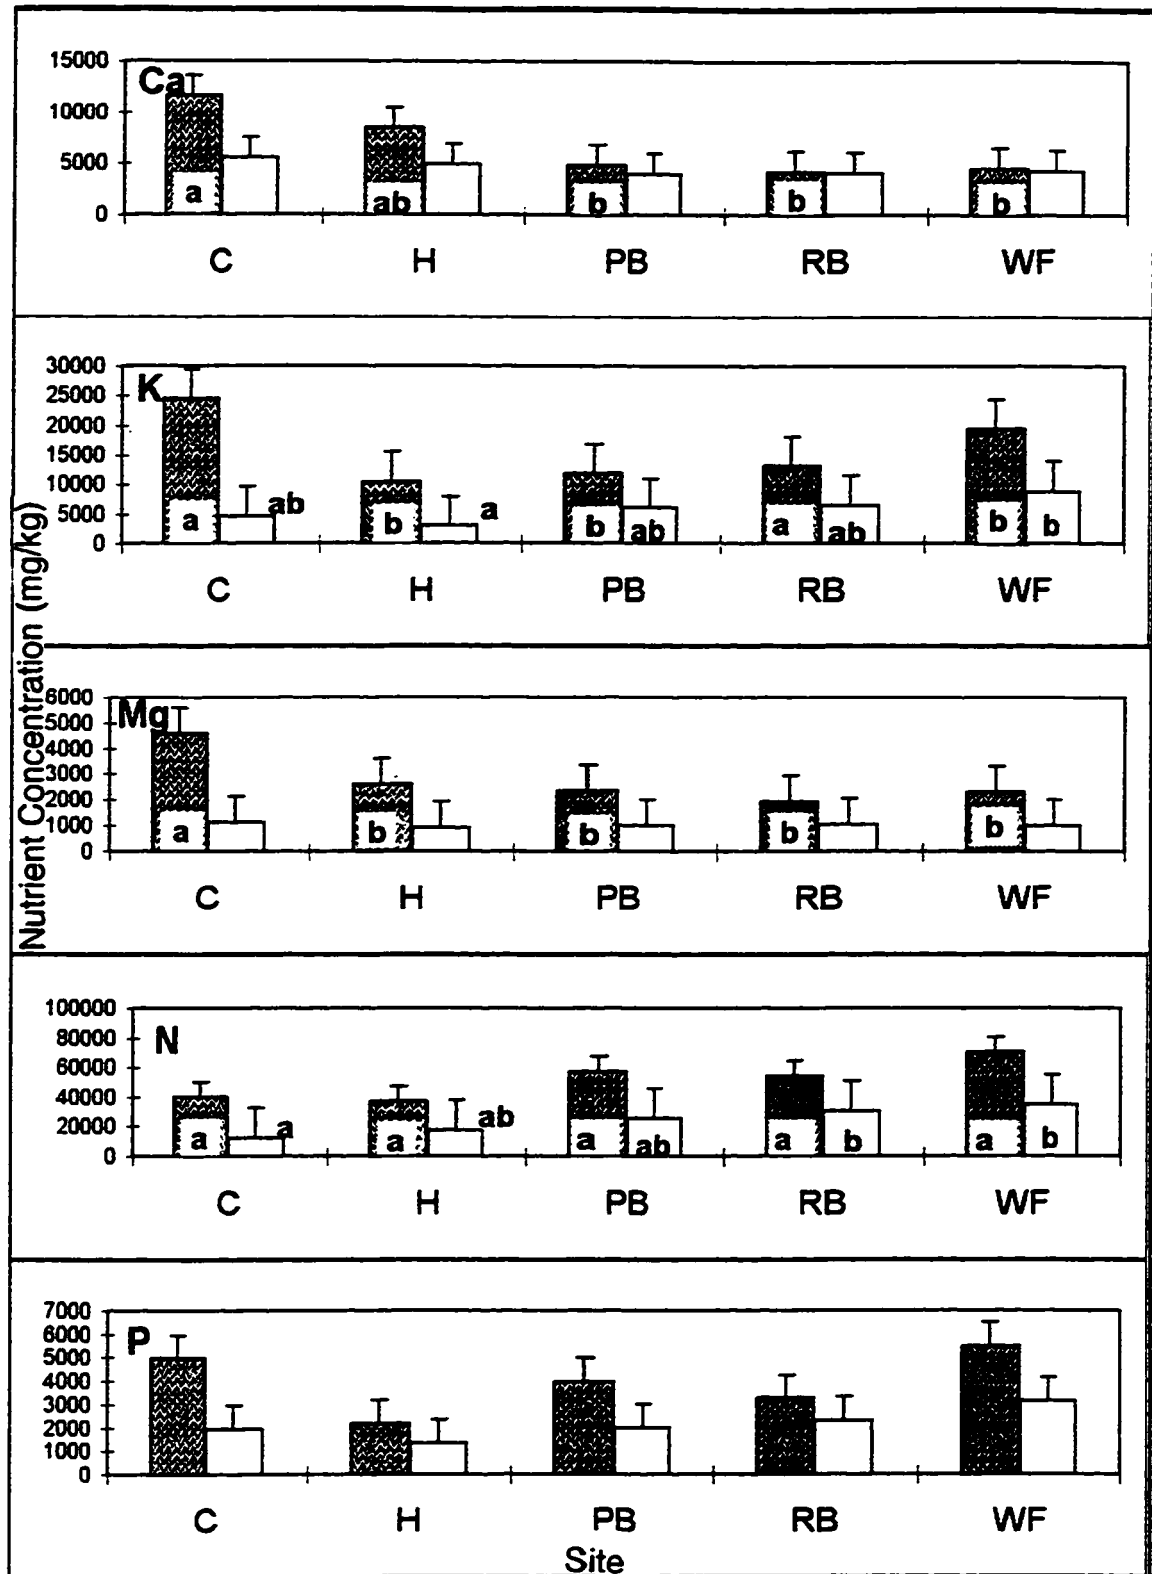 Nutrient Concentration (mg/kg)
15000
10000
5000
0
Ca
a
ab
b
b
b
C H PB RB WF
30000
25000
20000
15000
10000
5000
0
K
a ab
b a
b ab
a ab
b b
C H PB RB WF
6000
5000
4000
3000
2000
1000
0
Mg
a
b
b
b
b
C H PB RB WF
100000
80000
60000
40000
20000
0
N
a a
a ab
a ab
a b
a b
C H PB RB WF
7000
6000
5000
4000
3000
2000
1000
0
P
C H PB RB WF
Site